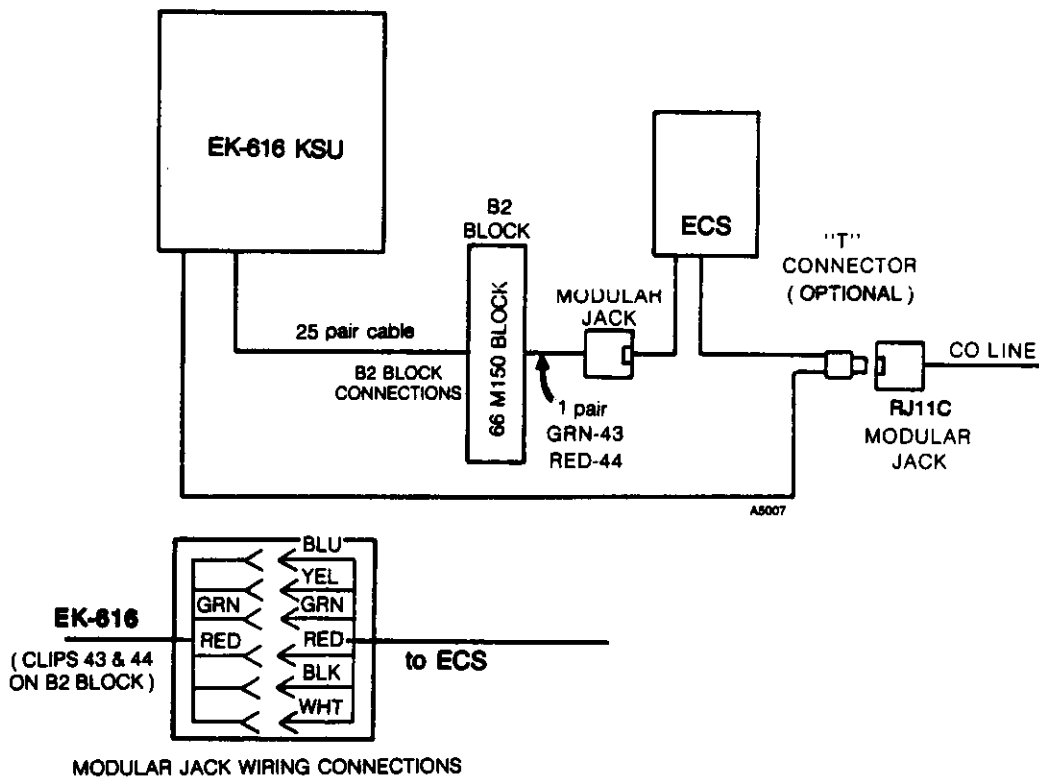 EK-616 KSU
B2
BLOCK
ECS
"T"
CONNECTOR
( OPTIONAL )
MODULAR
JACK
25 pair cable
66 M150 BLOCK
CO LINE
B2 BLOCK
CONNECTIONS
1 pair
GRN-43
RED-44
RJ11C
MODULAR
JACK
A5007
BLU
YEL
GRN
GRN
EK-616
RED
RED
( CLIPS 43 & 44
ON B2 BLOCK )
to ECS
BLK
WHT
MODULAR JACK WIRING CONNECTIONS